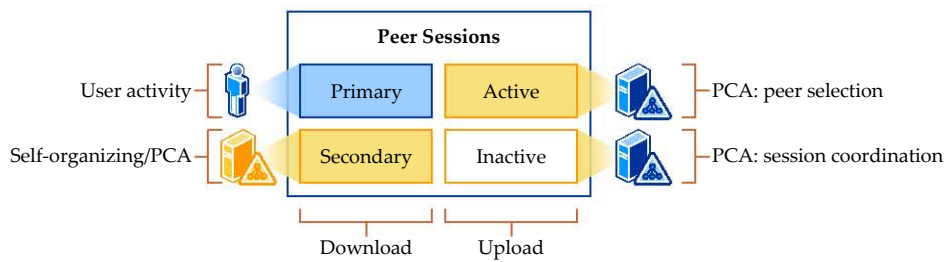 Peer Sessions
User activity
Primary
Active
PCA: peer selection
Self-organizing/PCA
Secondary
Inactive
PCA: session coordination
Download
Upload